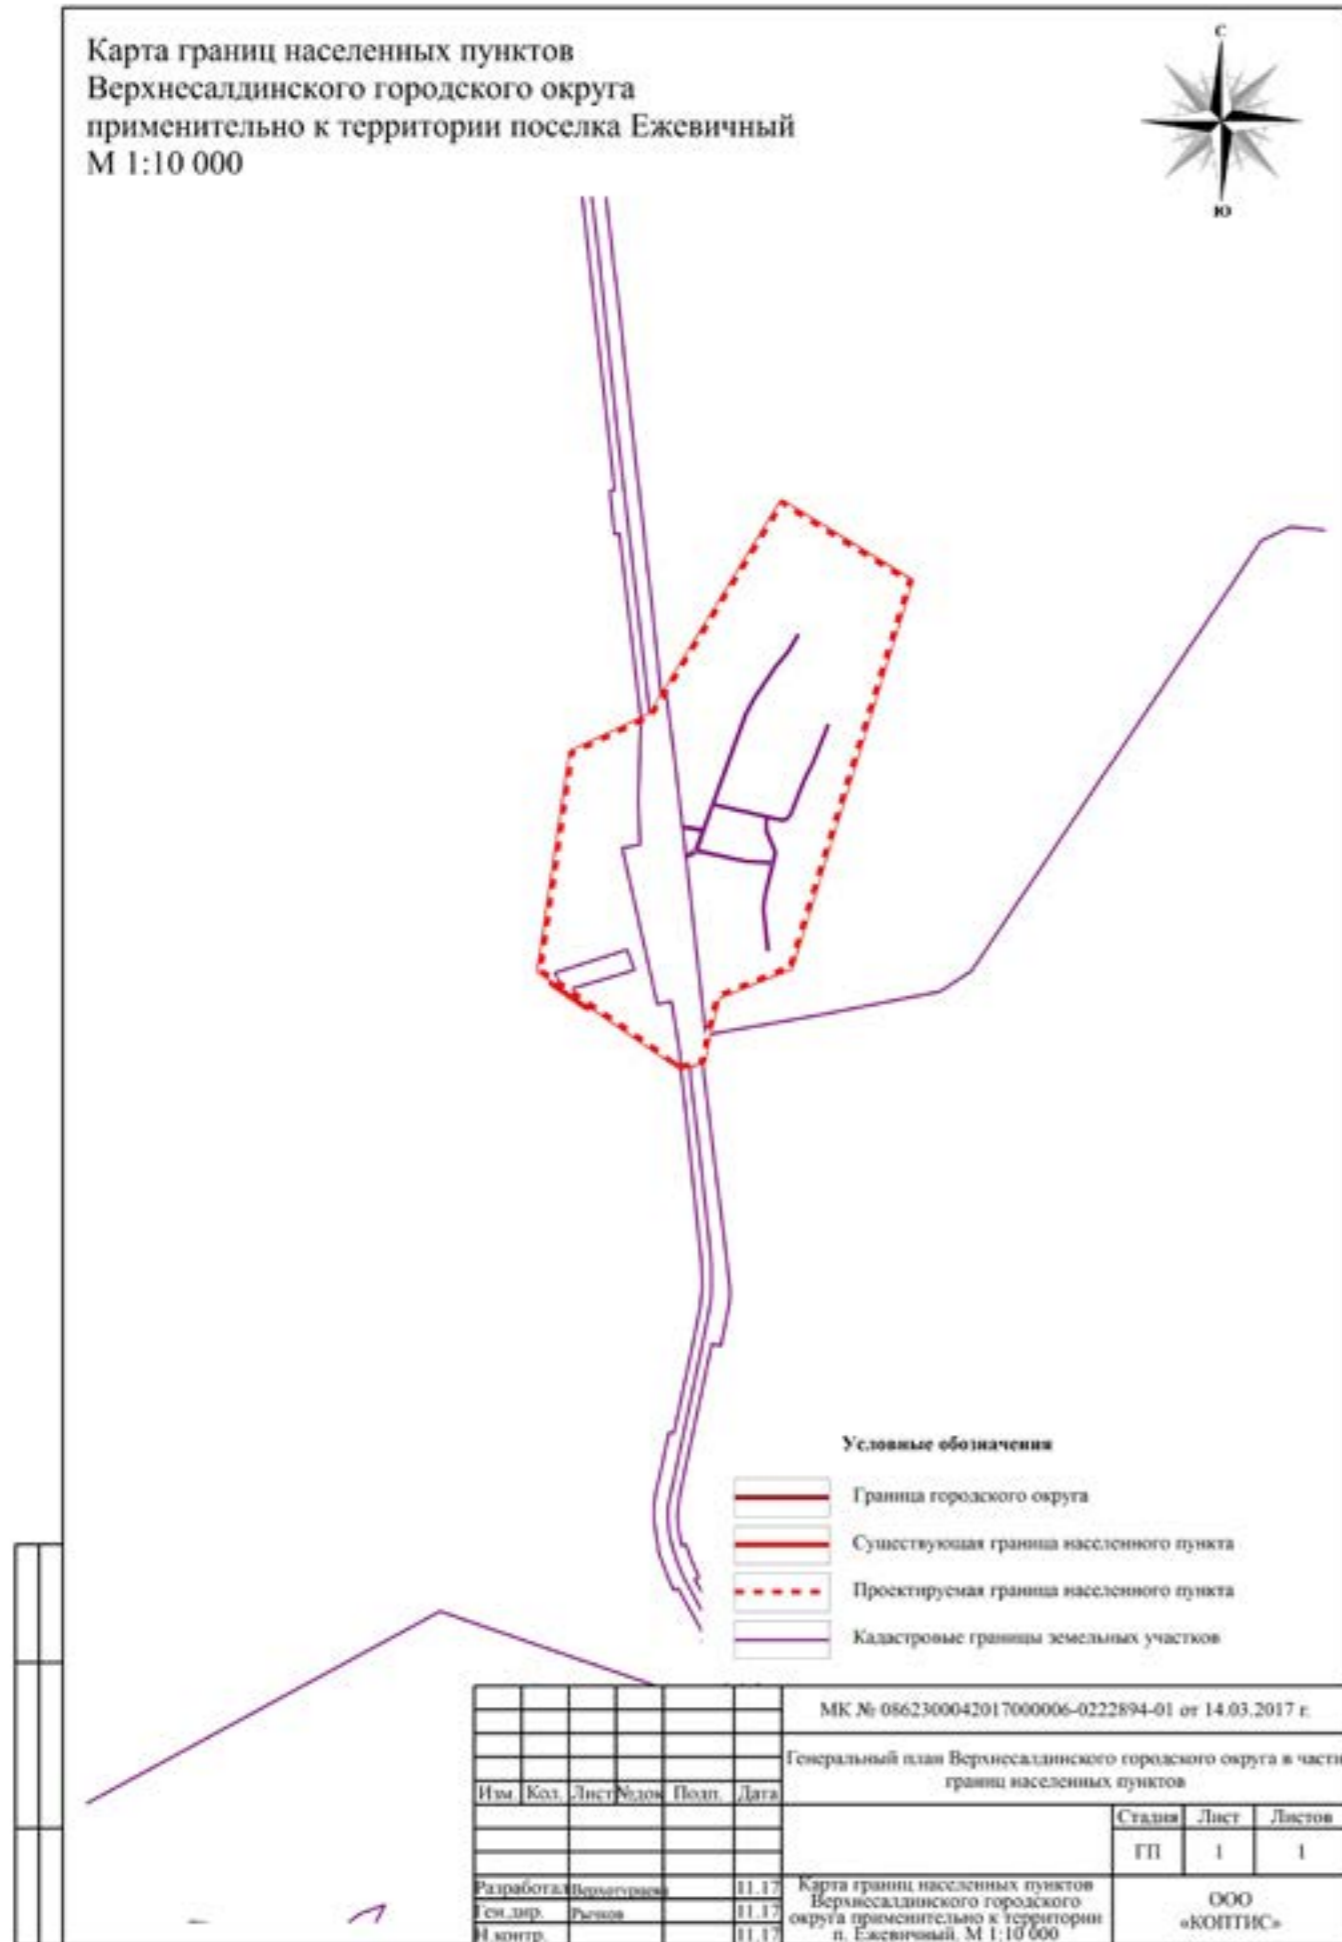 Карта границ населенных пунктов
Верхнесалдинского городского округа
применительно к территории поселка Ежевичный
М 1:10 000
С
Ю
Условные обозначения
Граница городского округа
Существующая граница населенного пункта
Проектируемая граница населенного пункта
Кадастровые границы земельных участков
МК № 0862300042017000006-0222894-01 от 14.03.2017 г.
Генеральный план Верхнесалдинского городского округа в части
границ населенных пунктов
Изм. Кол. Лист №док Подп. Дата
Стадия Лист Листов
ГП 1 1
Разработал 11.17
Ген.дир. Рычков 11.17
Н.контр. 11.17
Карта границ населенных пунктов
Верхнесалдинского городского
округа применительно к территории
п. Ежевичный. М 1:10 000
ООО
«КОПТИС»